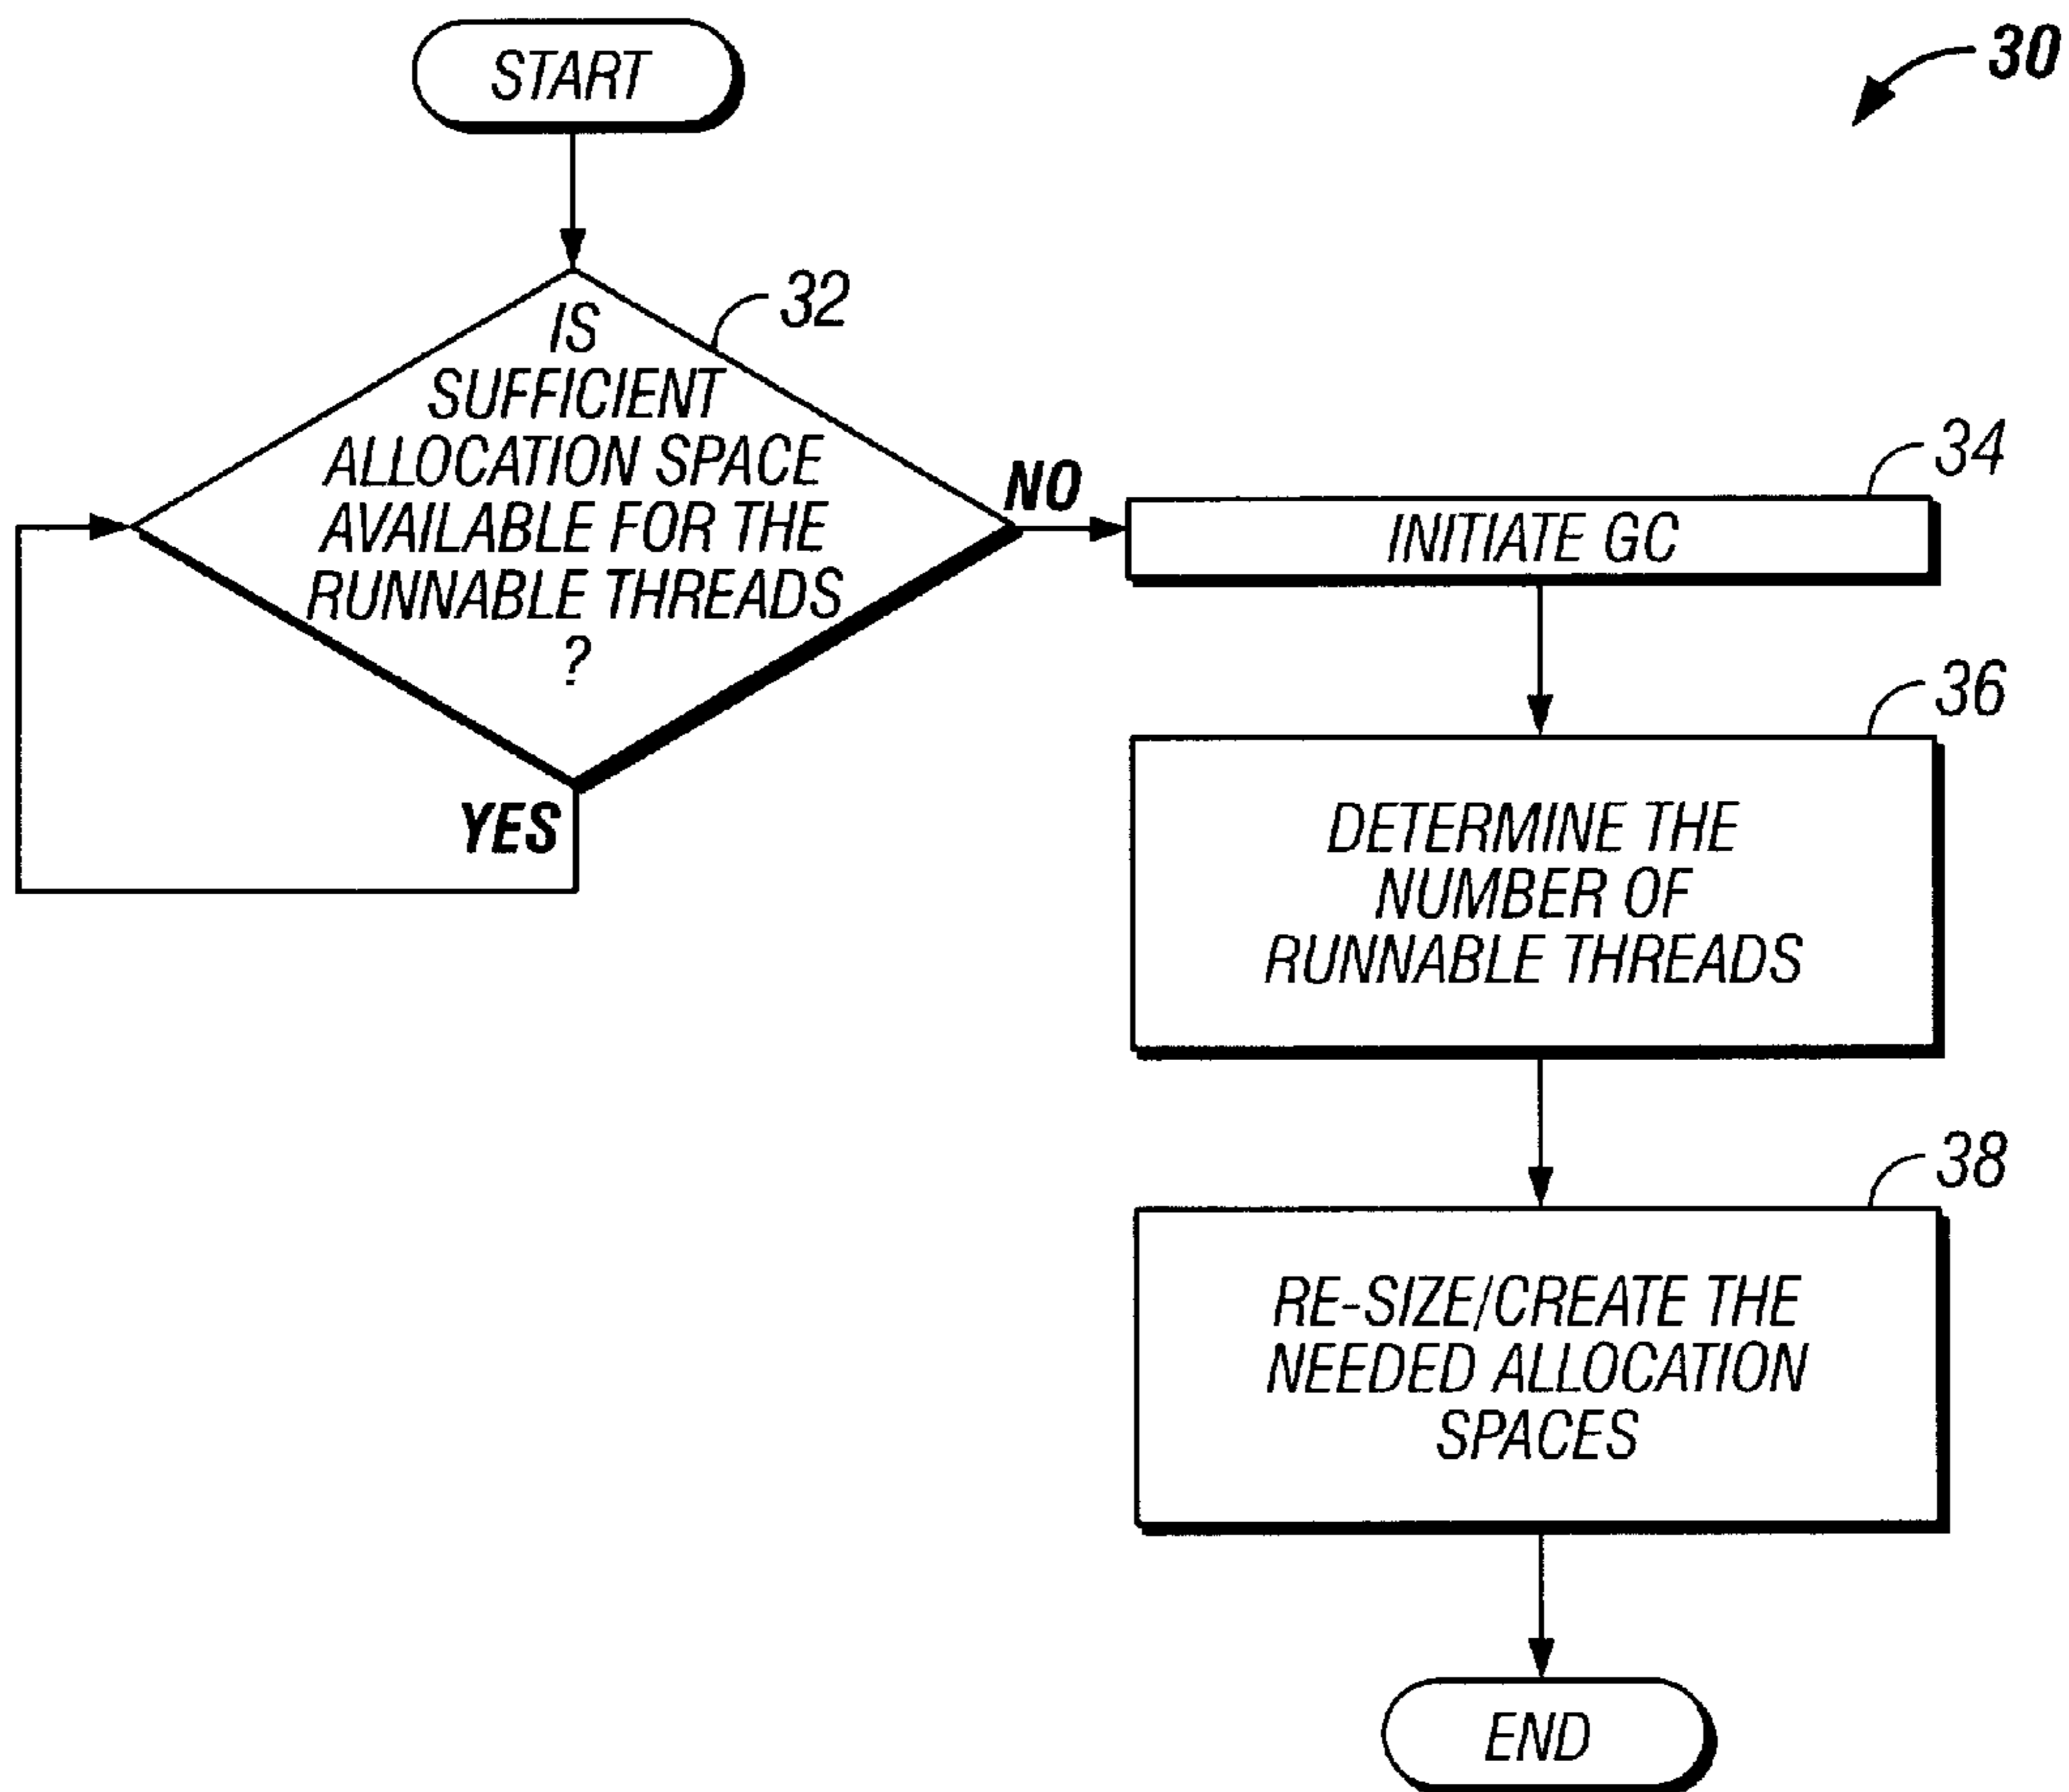 START
30
32
IS
SUFFICIENT
ALLOCATION SPACE
AVAILABLE FOR THE
RUNNABLE THREADS
?
NO
YES
34
INITIATE GC
36
DETERMINE THE
NUMBER OF
RUNNABLE THREADS
38
RE-SIZE/CREATE THE
NEEDED ALLOCATION
SPACES
END